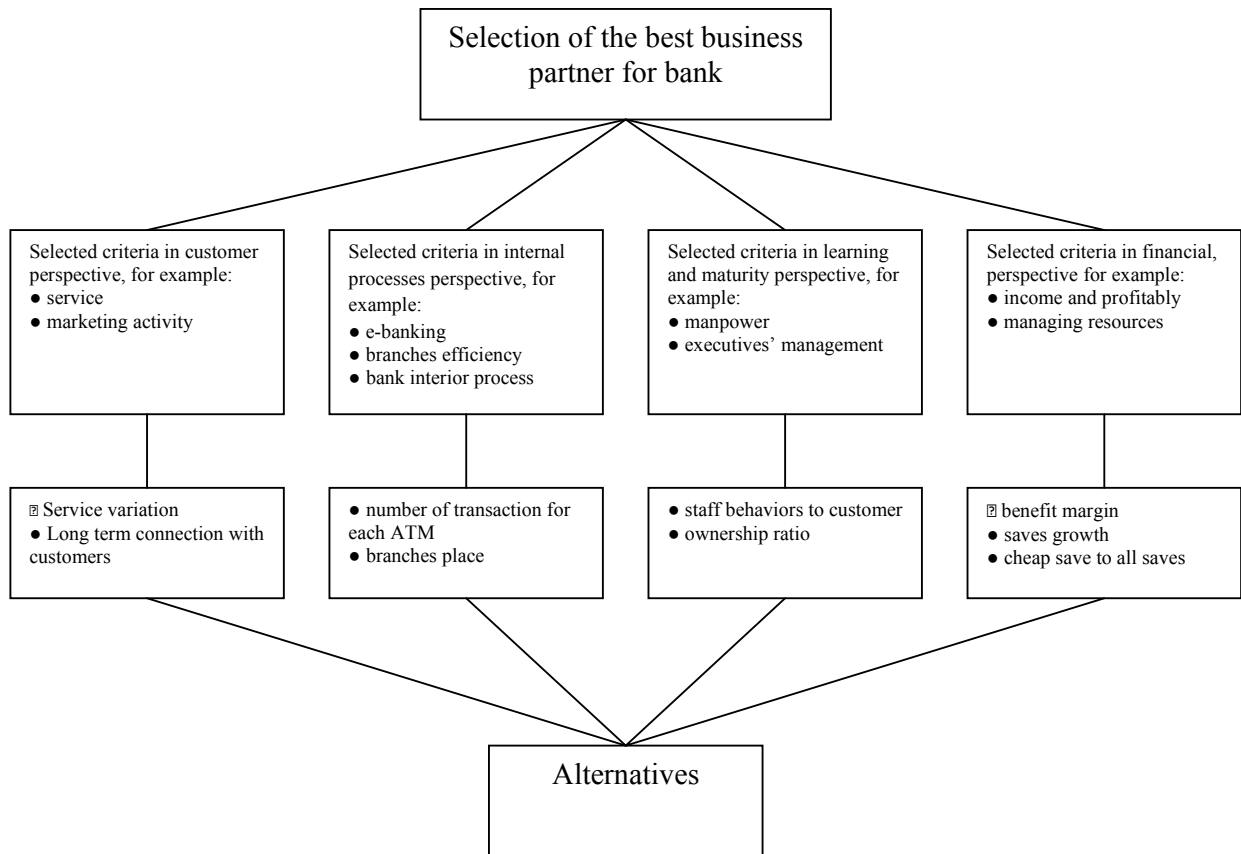 Selection of the best business
partner for bank
Selected criteria in customer
perspective, for example:
● service
● marketing activity
Selected criteria in internal
processes perspective, for
example:
● e-banking
● branches efficiency
● bank interior process
Selected criteria in learning
and maturity perspective, for
example:
● manpower
● executives’ management
Selected criteria in financial,
perspective for example:
● income and profitably
● managing resources
⍰ Service variation
● Long term connection with
customers
● number of transaction for
each ATM
● branches place
● staff behaviors to customer
● ownership ratio
⍰ benefit margin
● saves growth
● cheap save to all saves
Alternatives